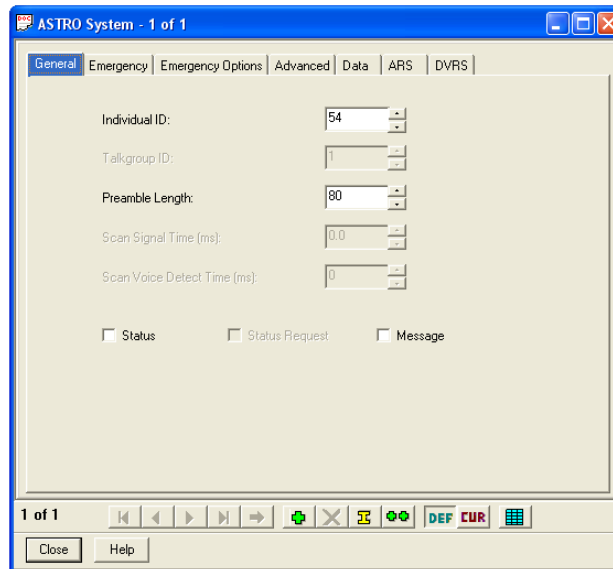 DOC
ASTRO System - 1 of 1
General Emergency Emergency Options Advanced Data ARS DVRS
Individual ID: 54
Talkgroup ID: 1
Preamble Length: 80
Scan Signal Time (ms): 0.0
Scan Voice Detect Time (ms): 0
Status Status Request Message
1 of 1 DEF CUR
Close Help